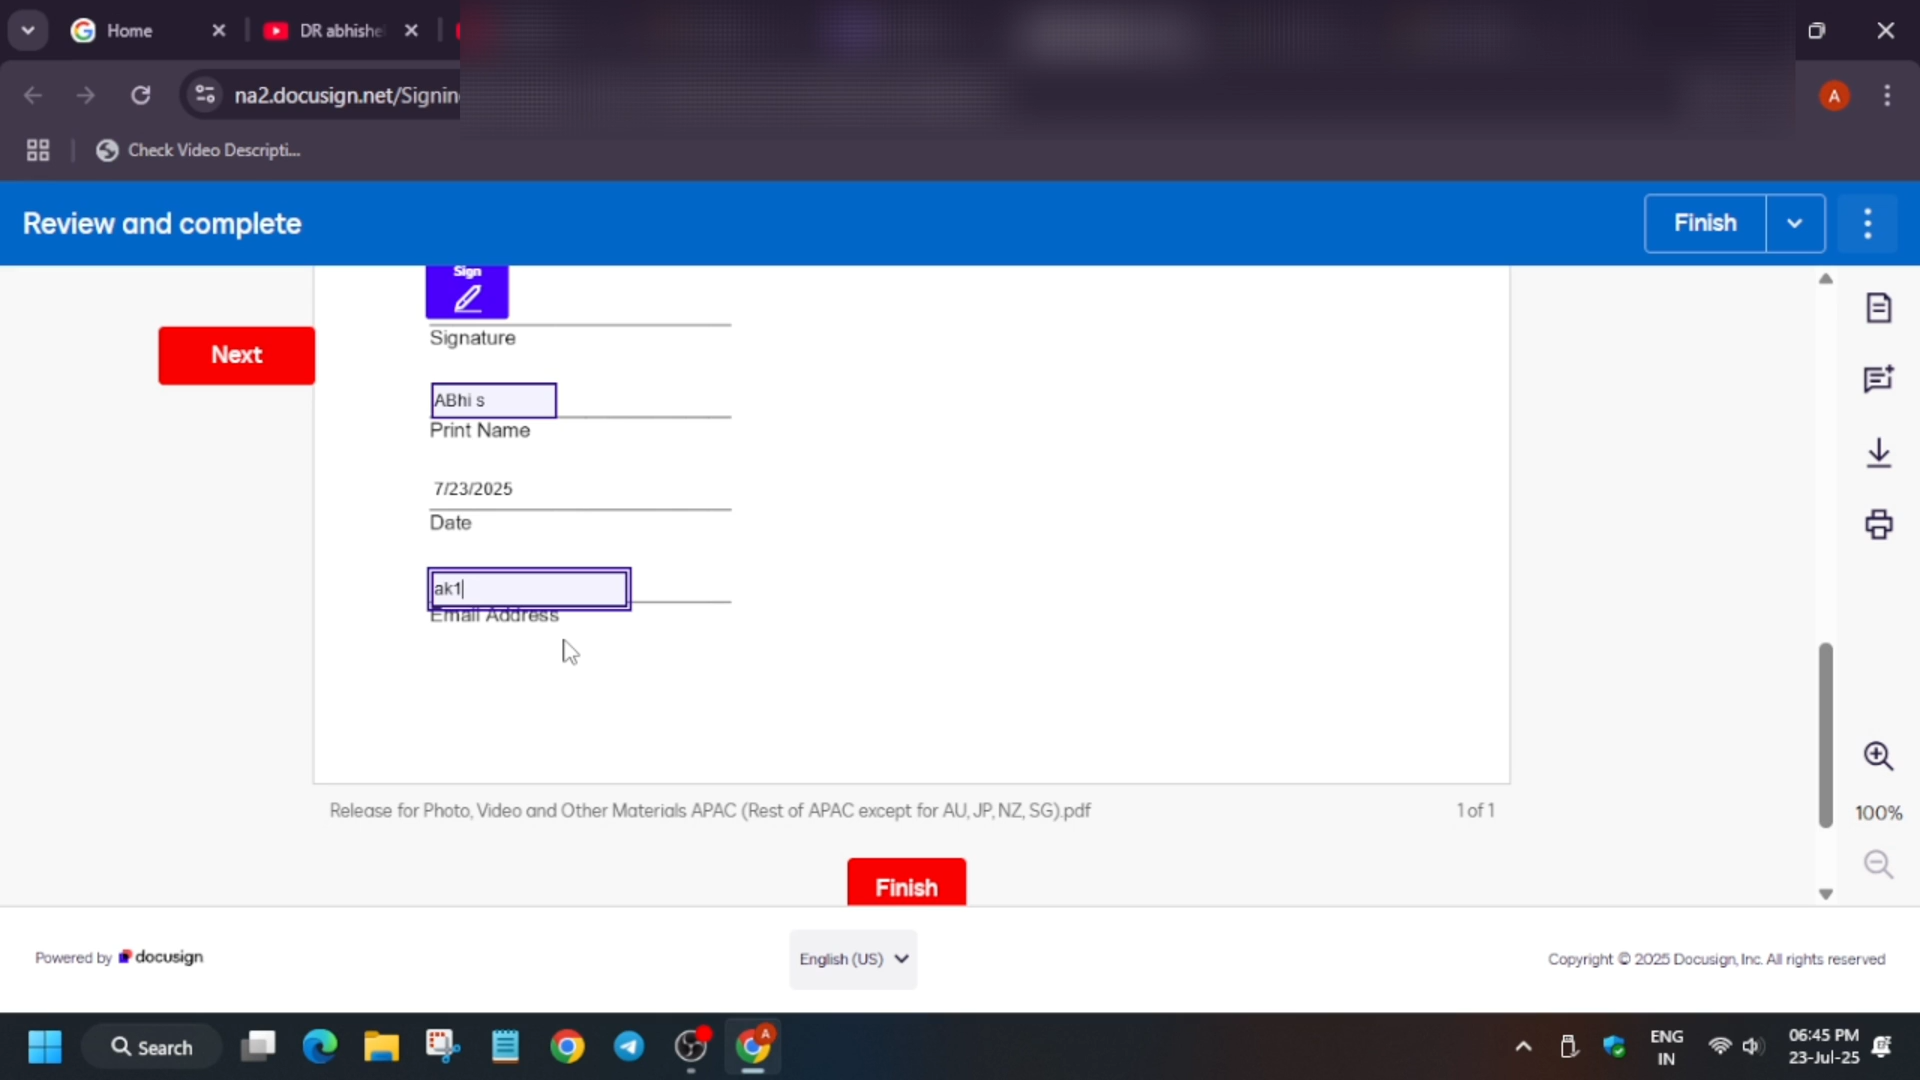 Home
DR abhishe
na2.docusign.net/Signin
A
Check Video Descripti...
Review and complete
Finish
Sign
Signature
Next
ABhi s
Print Name
7/23/2025
Date
ak1
Email Address
Release for Photo, Video and Other Materials APAC (Rest of APAC except for AU, JP, NZ, SG).pdf
1 of 1
100%
Finish
Powered by docusign
English (US)
Copyright © 2025 Docusign, Inc. All rights reserved
Search
A
ENG
IN
06:45 PM
23-Jul-25